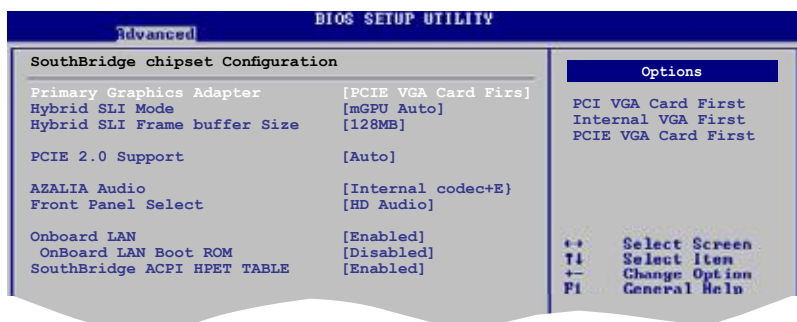 BIOS SETUP UTILITY
Advanced
SouthBridge chipset Configuration
Primary Graphics Adapter [PCIE VGA Card Firs]
Hybrid SLI Mode [mGPU Auto]
Hybrid SLI Frame buffer Size [128MB]
PCIE 2.0 Support [Auto]
AZALIA Audio [Internal codec+E}
Front Panel Select [HD Audio]
Onboard LAN [Enabled]
OnBoard LAN Boot ROM [Disabled]
SouthBridge ACPI HPET TABLE [Enabled]
Options
PCI VGA Card First
Internal VGA First
PCIE VGA Card First
←→ Select Screen
↑↓ Select Item
+- Change Option
F1 General Help